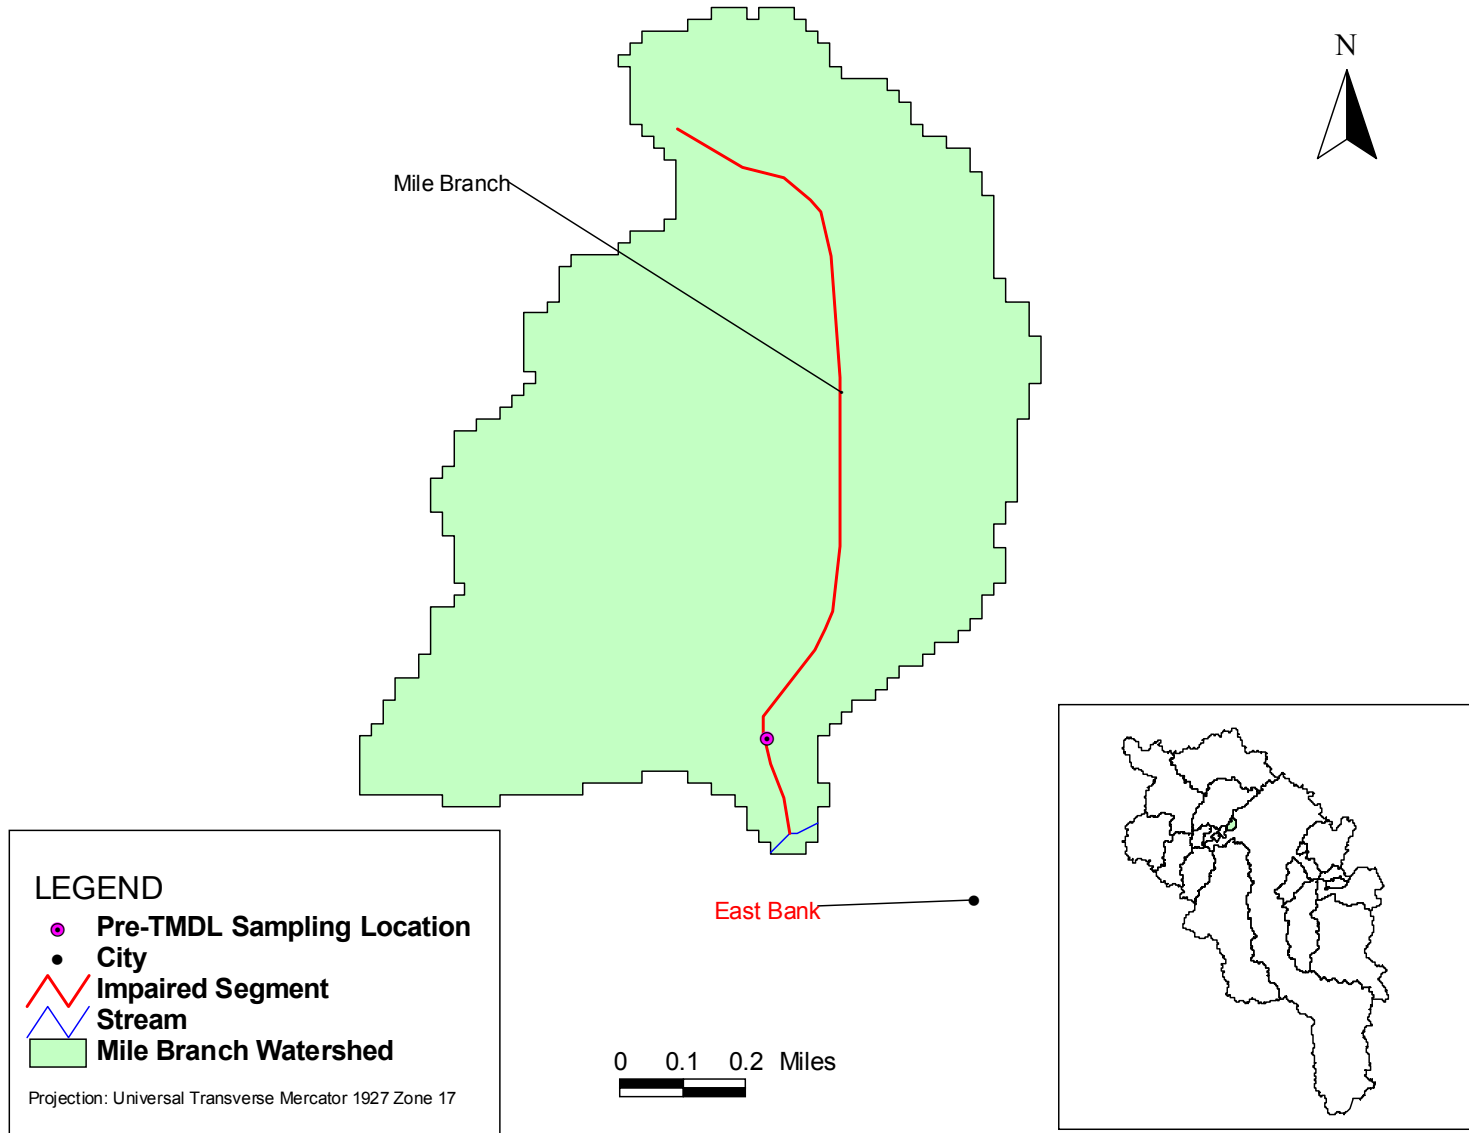 N
Mile Branch
East Bank
LEGEND
Pre-TMDL Sampling Location
City
Impaired Segment
Stream
Mile Branch Watershed
Projection: Universal Transverse Mercator 1927 Zone 17
0 0.1 0.2 Miles